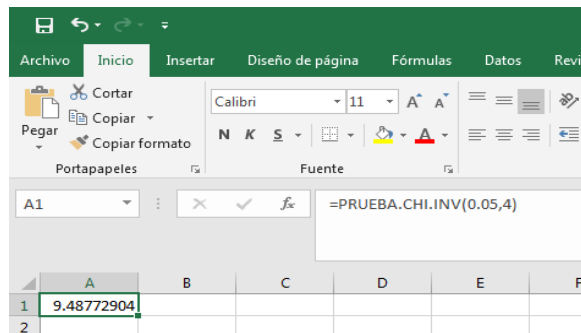 Archivo Inicio Insertar Diseño de página Fórmulas Datos Revi
Pegar
Cortar
Copiar
Copiar formato
Portapapeles
Calibri 11 A A
N K S A
Fuente
A1 fx =PRUEBA.CHI.INV(0.05,4)
A B C D E F
1 9.48772904
2